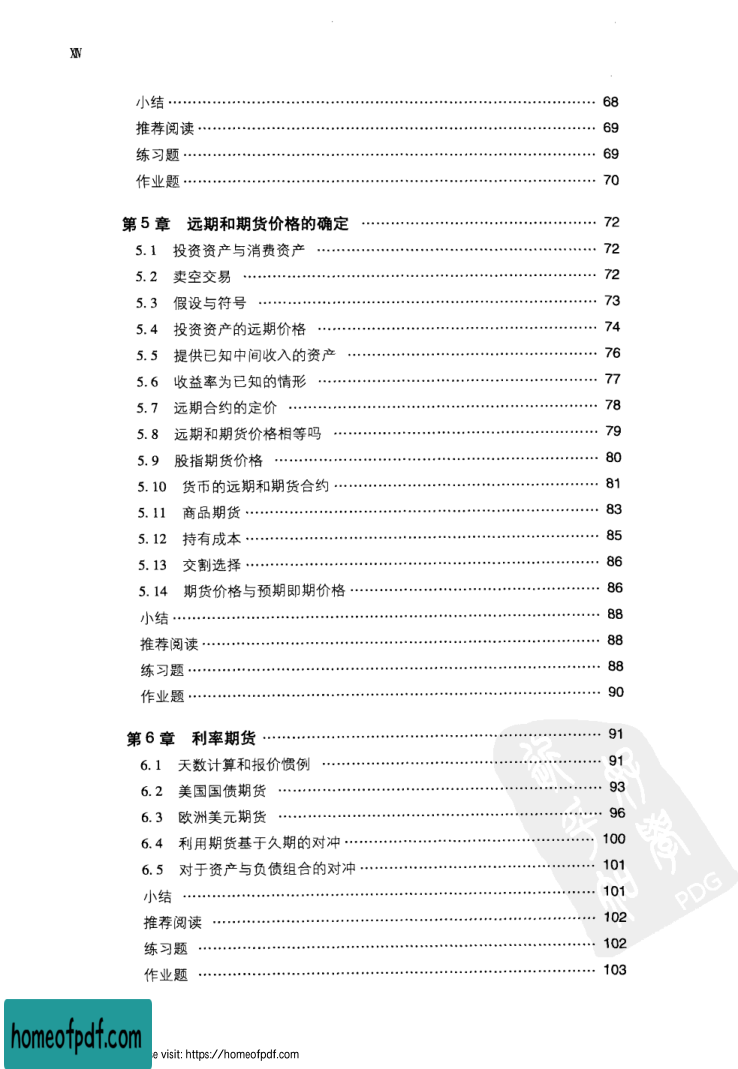 XIV
小结 …… 68
推荐阅读 …… 69
练习题 …… 69
作业题 …… 70
第 5 章 远期和期货价格的确定 …… 72
5. 1 投资资产与消费资产 …… 72
5. 2 卖空交易 …… 72
5. 3 假设与符号 …… 73
5. 4 投资资产的远期价格 …… 74
5. 5 提供已知中间收入的资产 …… 76
5. 6 收益率为已知的情形 …… 77
5. 7 远期合约的定价 …… 78
5. 8 远期和期货价格相等吗 …… 79
5. 9 股指期货价格 …… 80
5. 10 货币的远期和期货合约 …… 81
5. 11 商品期货 …… 83
5. 12 持有成本 …… 85
5. 13 交割选择 …… 86
5. 14 期货价格与预期即期价格 …… 86
小结 …… 88
推荐阅读 …… 88
练习题 …… 88
作业题 …… 90
第 6 章 利率期货 …… 91
6. 1 天数计算和报价惯例 …… 91
6. 2 美国国债期货 …… 93
6. 3 欧洲美元期货 …… 96
6. 4 利用期货基于久期的对冲 …… 100
6. 5 对于资产与负债组合的对冲 …… 101
小结 …… 101
推荐阅读 …… 102
练习题 …… 102
作业题 …… 103
PDG
homeofpdf.com
e visit: https://homeofpdf.com